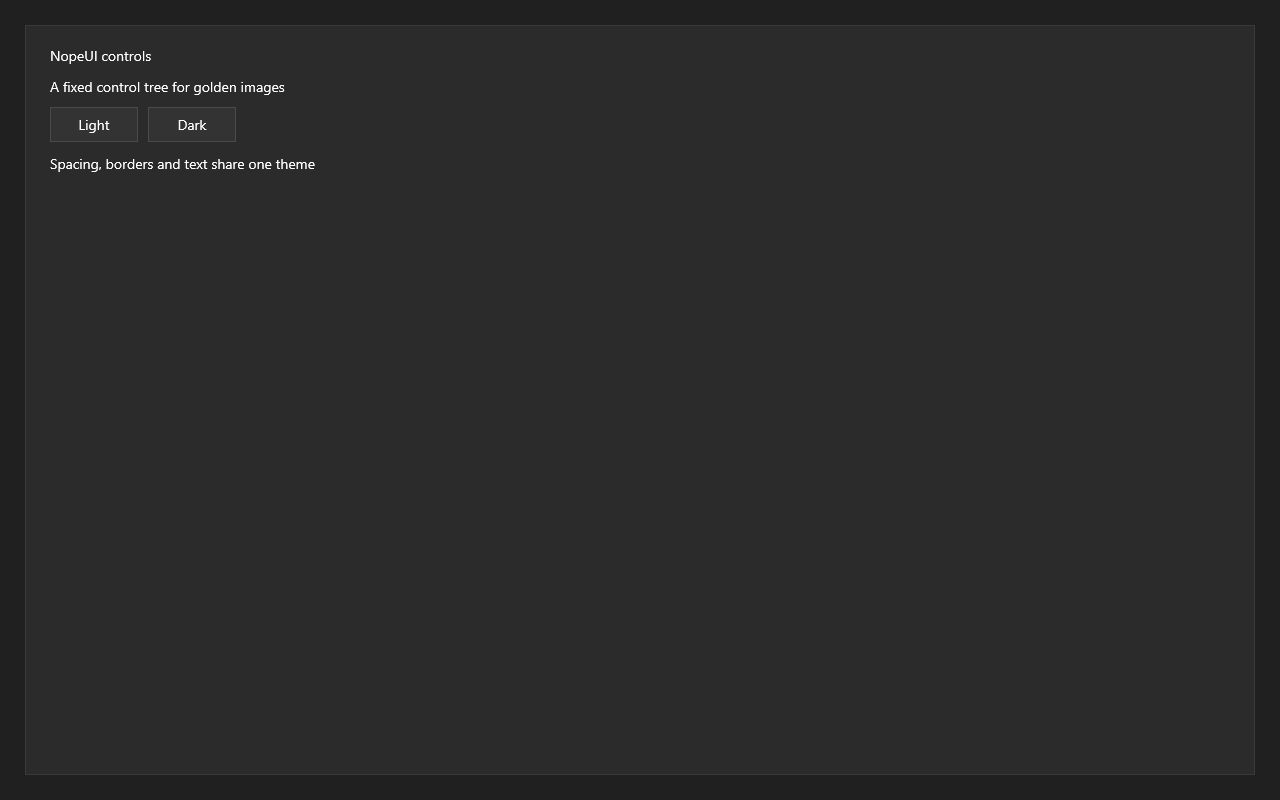 NopeUI controls
A fixed control tree for golden images
Light
Dark
Spacing, borders and text share one theme